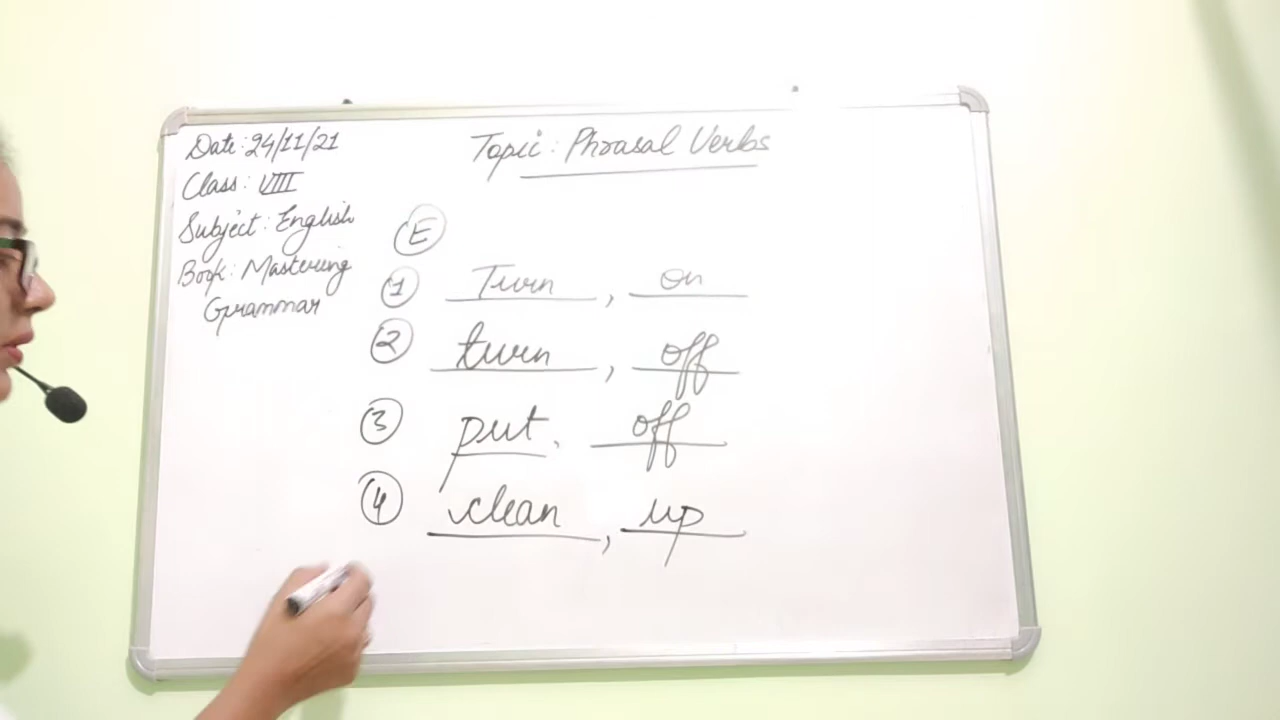 Date: 24/11/21
Class: VIII
Subject: English
Book: Mastering
Grammar
Topic: Phrasal Verbs
E
1 Turn, on
2 turn, off
3 put, off
4 clean, up